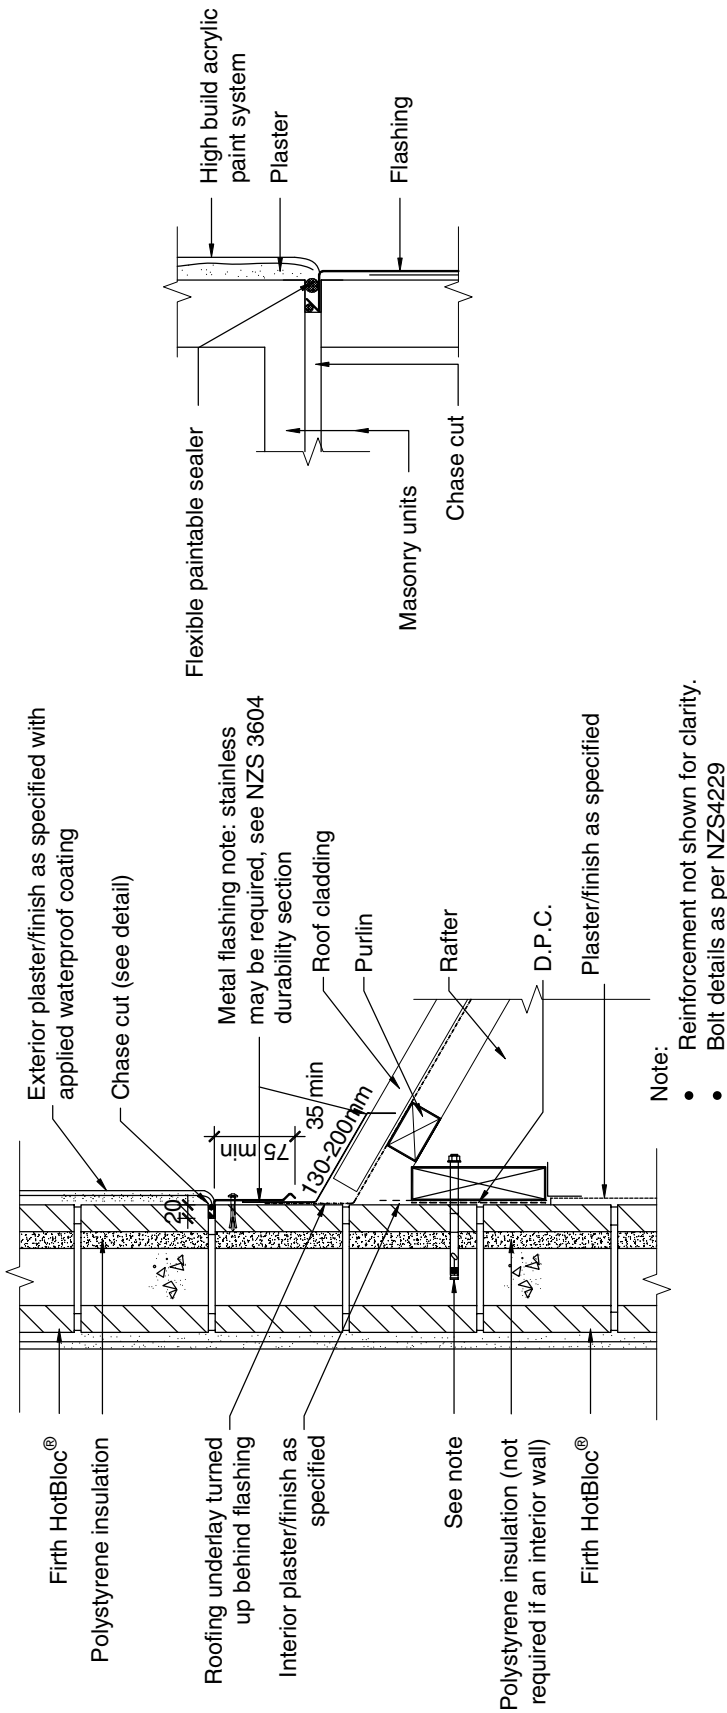 Firth HotBloc®
Polystyrene insulation
Roofing underlay turned
up behind flashing
Interior plaster/finish as
specified
See note
Polystyrene insulation (not
required if an interior wall)
Firth HotBloc®
Exterior plaster/finish as specified with
applied waterproof coating
Chase cut (see detail)
20
75 min
Metal flashing note: stainless
may be required, see NZS 3604
durability section
35 min
130-200mm
Roof cladding
Purlin
Rafter
D.P.C.
Plaster/finish as specified
Note:
• Reinforcement not shown for clarity.
• Bolt details as per NZS4229
Flexible paintable sealer
Masonry units
Chase cut
High build acrylic
paint system
Plaster
Flashing